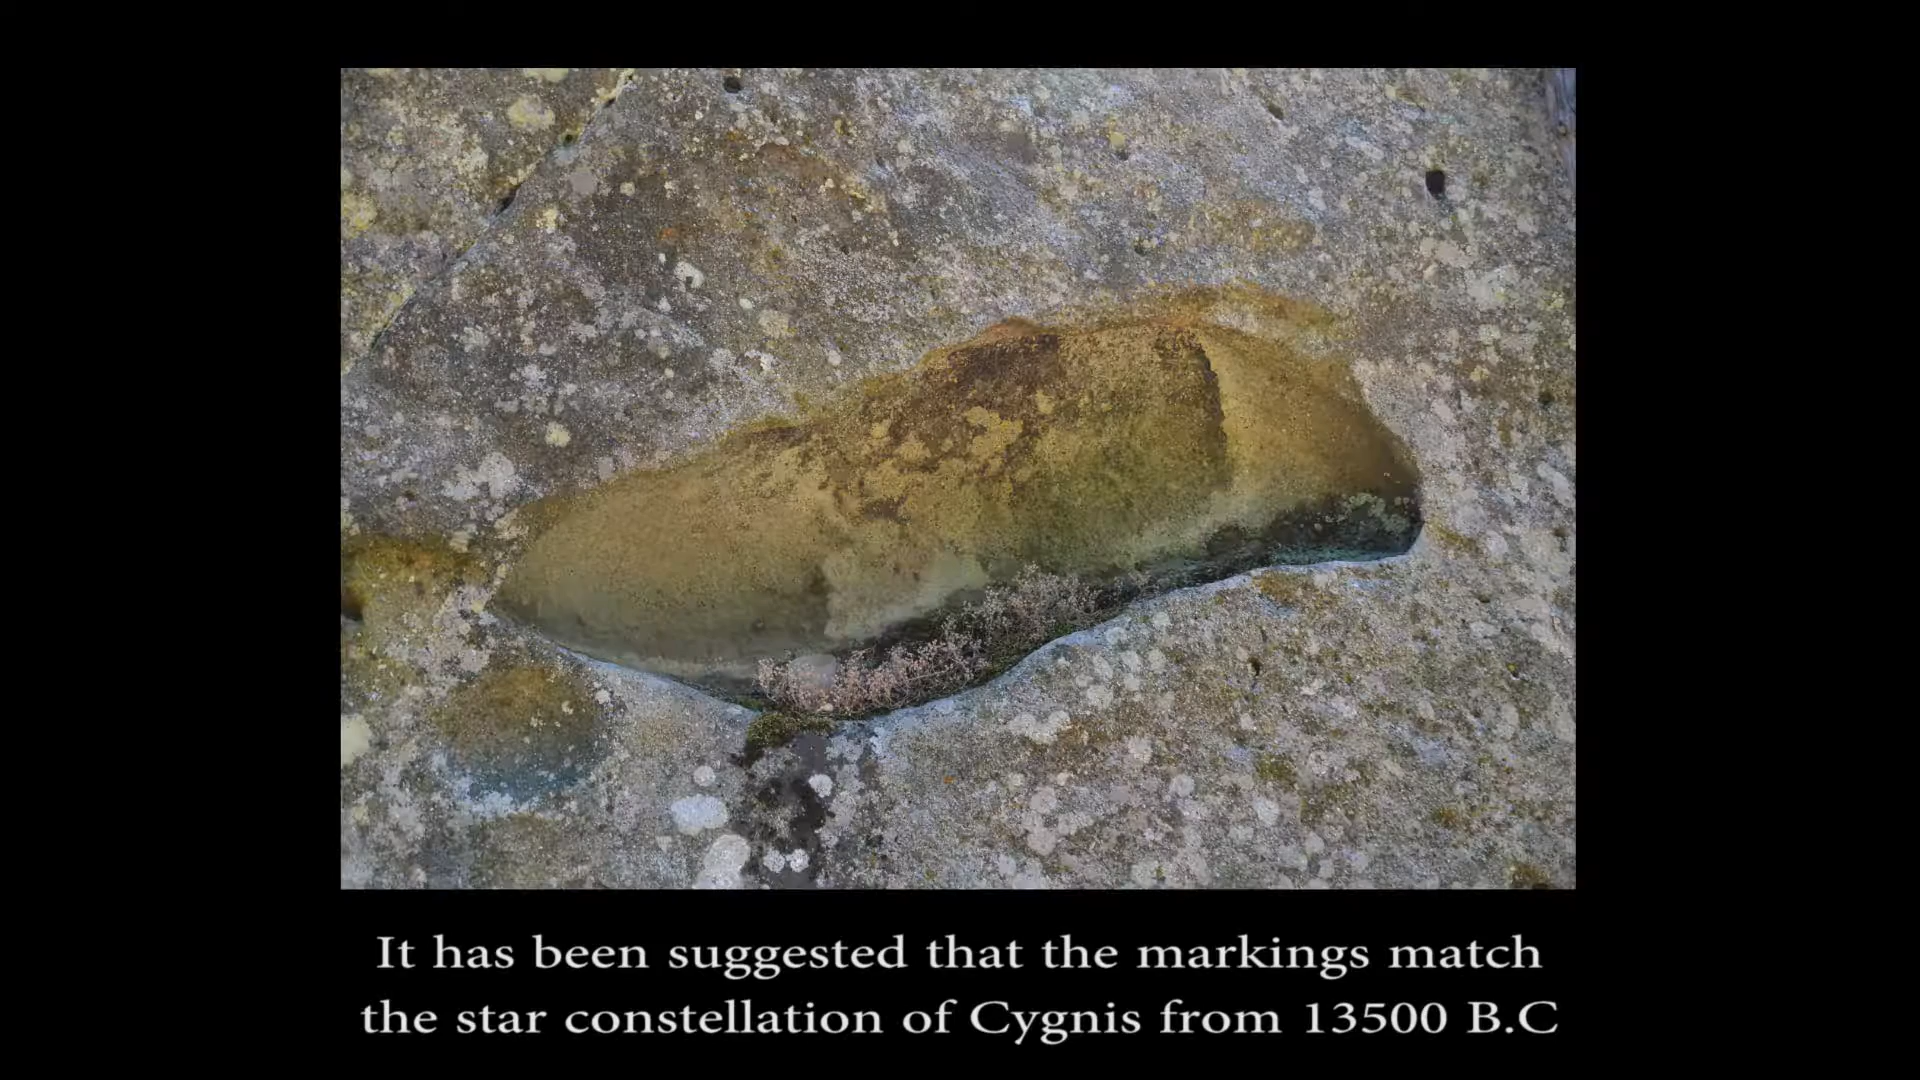 It has been suggested that the markings match
the star constellation of Cygnis from 13500 B.C